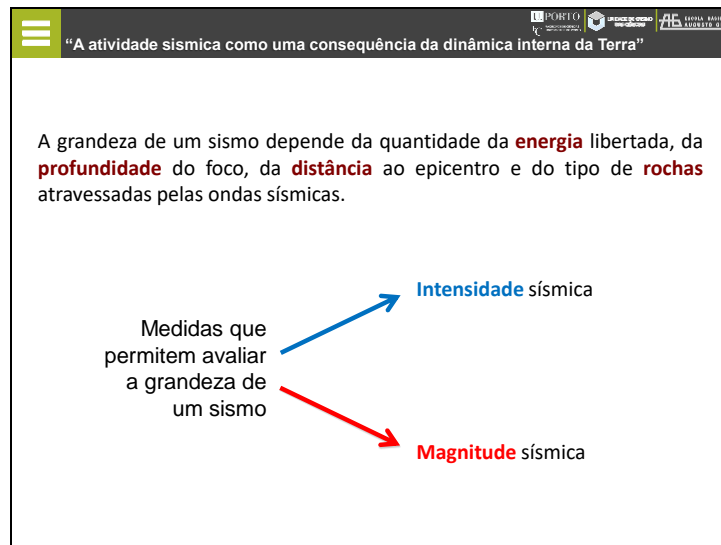 U. PORTO
"A atividade sismica como uma consequência da dinâmica interna da Terra"
A grandeza de um sismo depende da quantidade da energia libertada, da
profundidade do foco, da distância ao epicentro e do tipo de rochas
atravessadas pelas ondas sísmicas.
Intensidade sísmica
Medidas que
permitem avaliar
a grandeza de
um sismo
Magnitude sísmica